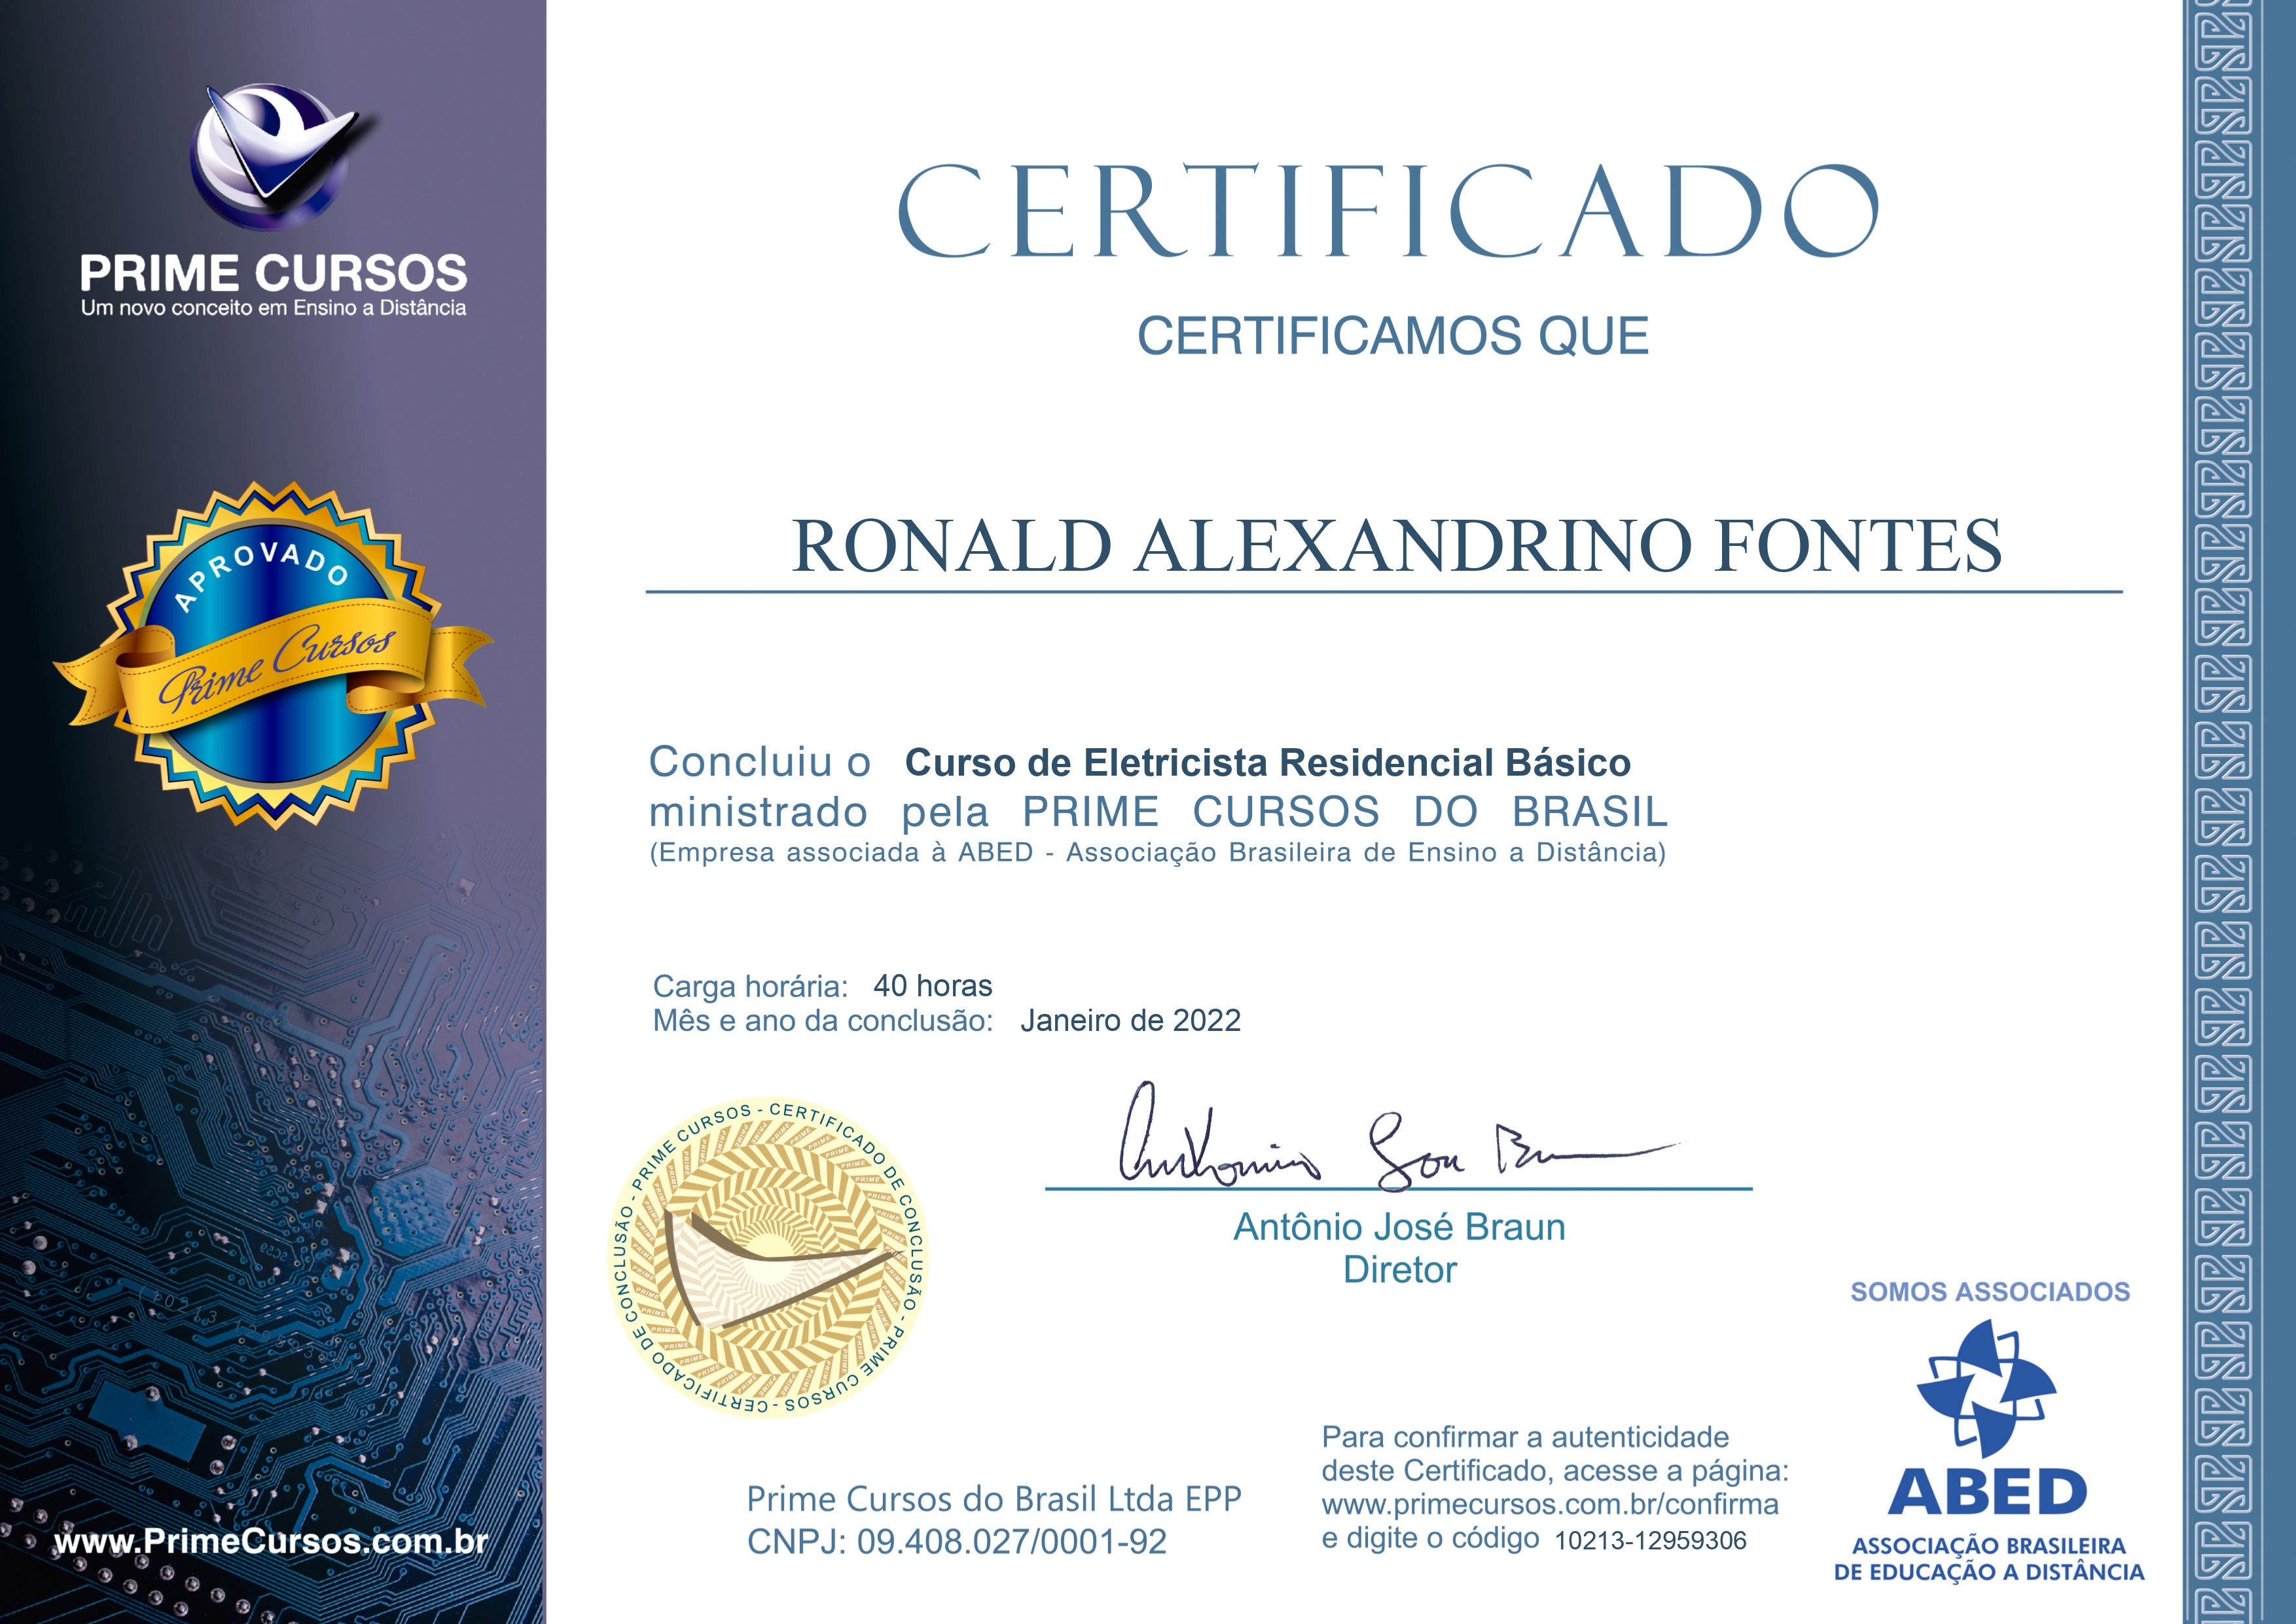 PRIME CURSOS
Um novo conceito em Ensino a Distância
APROVADO
Prime Cursos
www.PrimeCursos.com.br
CERTIFICADO
CERTIFICAMOS QUE
RONALD ALEXANDRINO FONTES
Concluiu o Curso de Eletricista Residencial Básico
ministrado pela PRIME CURSOS DO BRASIL
(Empresa associada à ABED - Associação Brasileira de Ensino a Distância)
Carga horária: 40 horas
Mês e ano da conclusão: Janeiro de 2022
PRIME CURSOS - CERTIFICADO DE CONCLUSÃO - PRIME CURSOS - CERTIFICADO DE CONCLUSÃO -
Antônio José Braun
Diretor
Prime Cursos do Brasil Ltda EPP
CNPJ: 09.408.027/0001-92
Para confirmar a autenticidade
deste Certificado, acesse a página:
www.primecursos.com.br/confirma
e digite o código 10213-12959306
SOMOS ASSOCIADOS
ABED
ASSOCIAÇÃO BRASILEIRA
DE EDUCAÇÃO A DISTÂNCIA